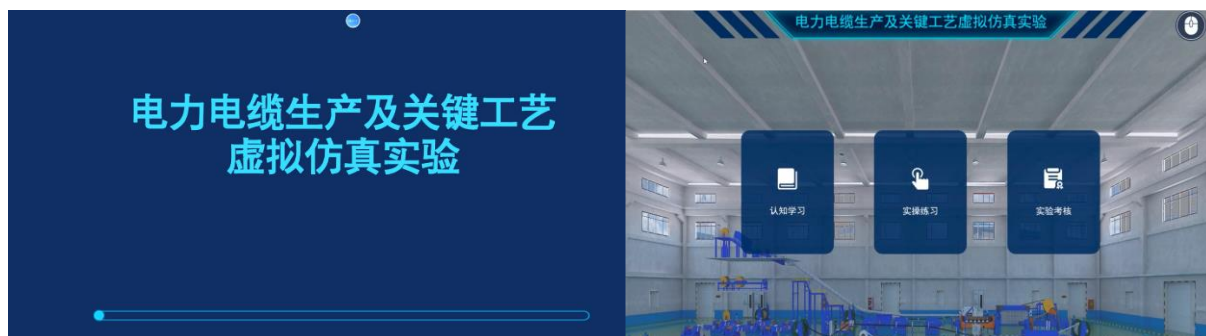 电力电缆生产及关键工艺
虚拟仿真实验
电力电缆生产及关键工艺虚拟仿真实验
认知学习
实操练习
实验考核